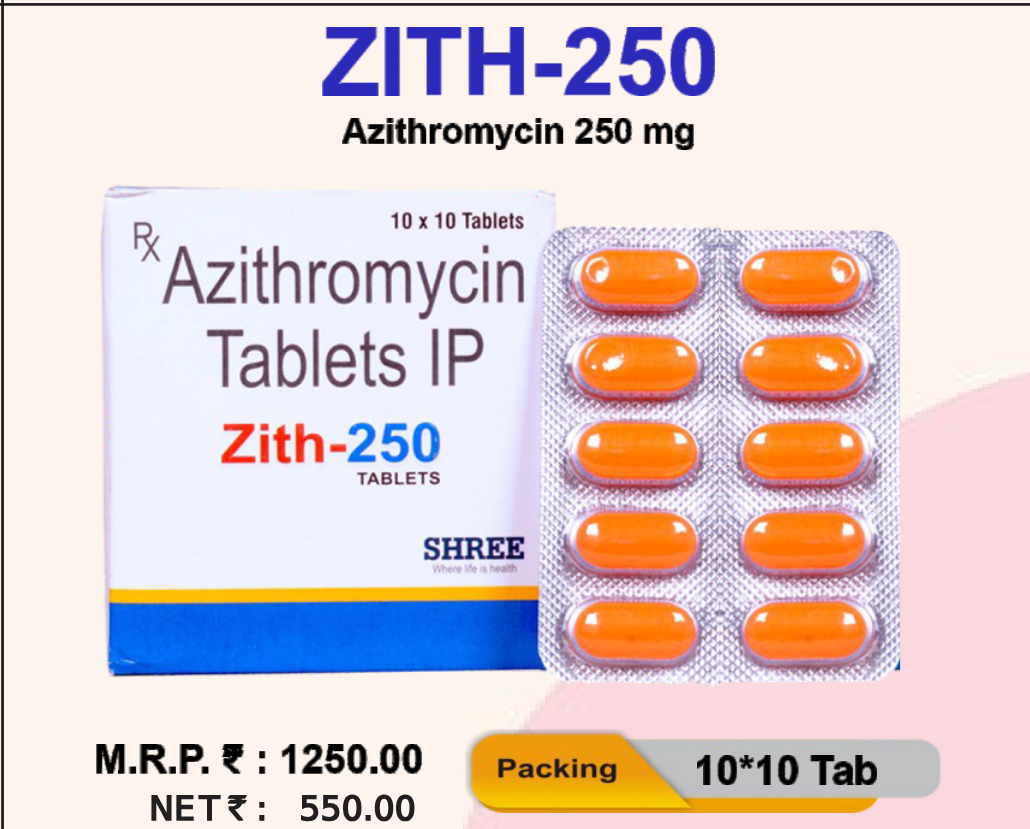 ZITH-250
Azithromycin 250 mg
10 x 10 Tablets
Rx
Azithromycin
Tablets IP
Zith-250
TABLETS
SHREE
Where life is health
M.R.P. ₹ : 1250.00
NET ₹ : 550.00
Packing
10*10 Tab